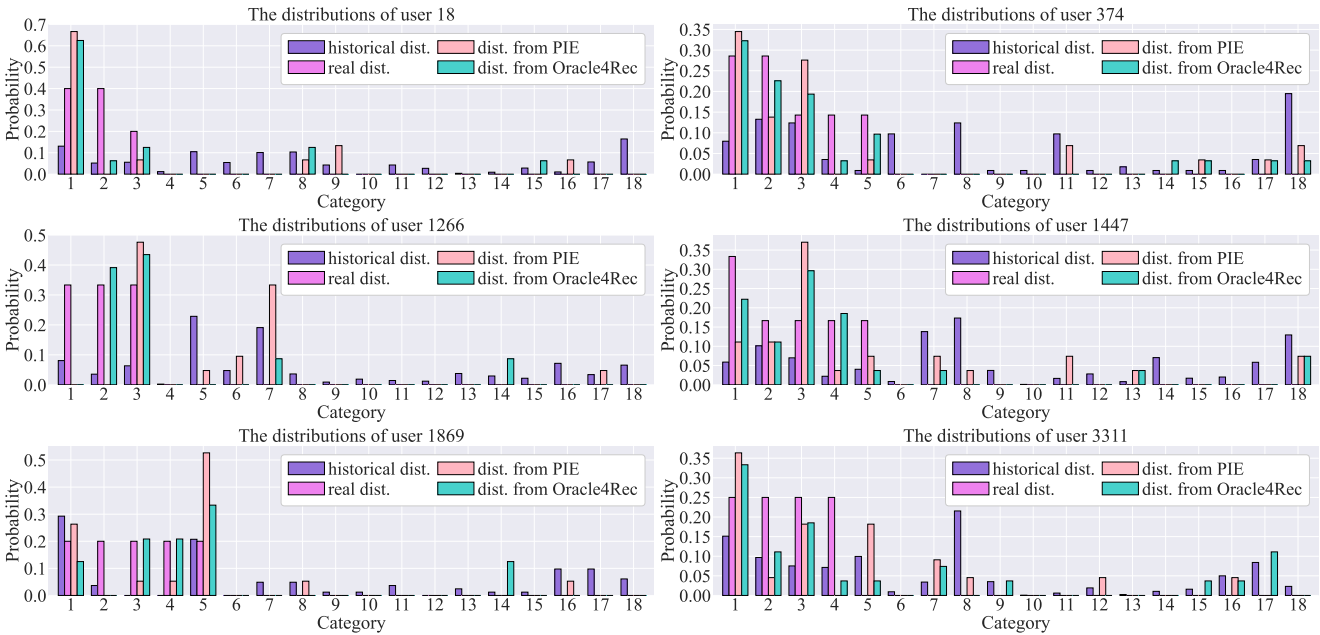 The distributions of user 18
Probability
0.7
0.6
0.5
0.4
0.3
0.2
0.1
0.0
historical dist.
real dist.
dist. from PIE
dist. from Oracle4Rec
1 2 3 4 5 6 7 8 9 10 11 12 13 14 15 16 17 18
Category
The distributions of user 374
Probability
0.35
0.30
0.25
0.20
0.15
0.10
0.05
0.00
historical dist.
real dist.
dist. from PIE
dist. from Oracle4Rec
1 2 3 4 5 6 7 8 9 10 11 12 13 14 15 16 17 18
Category
The distributions of user 1266
Probability
0.5
0.4
0.3
0.2
0.1
0.0
historical dist.
real dist.
dist. from PIE
dist. from Oracle4Rec
1 2 3 4 5 6 7 8 9 10 11 12 13 14 15 16 17 18
Category
The distributions of user 1447
Probability
0.35
0.30
0.25
0.20
0.15
0.10
0.05
0.00
historical dist.
real dist.
dist. from PIE
dist. from Oracle4Rec
1 2 3 4 5 6 7 8 9 10 11 12 13 14 15 16 17 18
Category
The distributions of user 1869
Probability
0.5
0.4
0.3
0.2
0.1
0.0
historical dist.
real dist.
dist. from PIE
dist. from Oracle4Rec
1 2 3 4 5 6 7 8 9 10 11 12 13 14 15 16 17 18
Category
The distributions of user 3311
Probability
0.35
0.30
0.25
0.20
0.15
0.10
0.05
0.00
historical dist.
real dist.
dist. from PIE
dist. from Oracle4Rec
1 2 3 4 5 6 7 8 9 10 11 12 13 14 15 16 17 18
Category